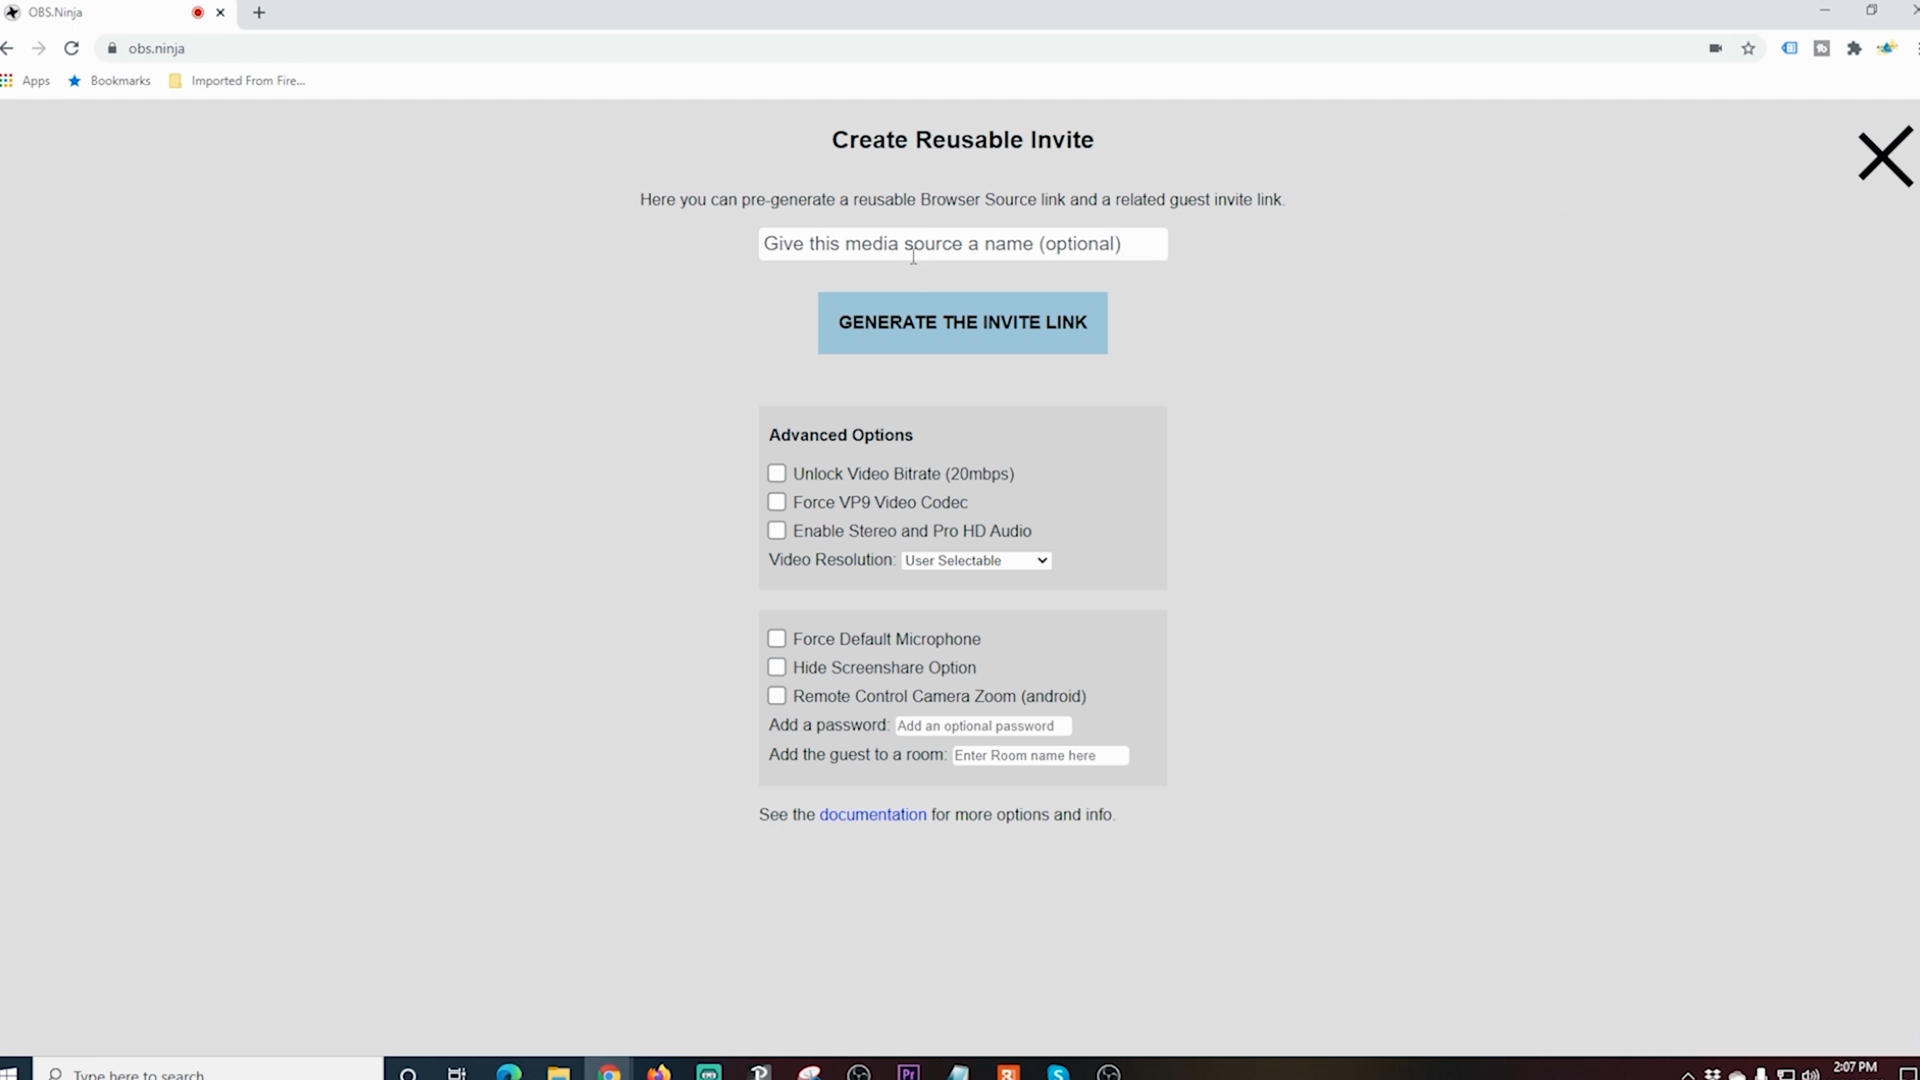 OBS.Ninja
obs.ninja
Apps Bookmarks Imported From Fire...
Create Reusable Invite
Here you can pre-generate a reusable Browser Source link and a related guest invite link.
Give this media source a name (optional)
GENERATE THE INVITE LINK
Advanced Options
Unlock Video Bitrate (20mbps)
Force VP9 Video Codec
Enable Stereo and Pro HD Audio
Video Resolution: User Selectable
Force Default Microphone
Hide Screenshare Option
Remote Control Camera Zoom (android)
Add a password: Add an optional password
Add the guest to a room: Enter Room name here
See the documentation for more options and info.
Type here to search
Pr
2:07 PM